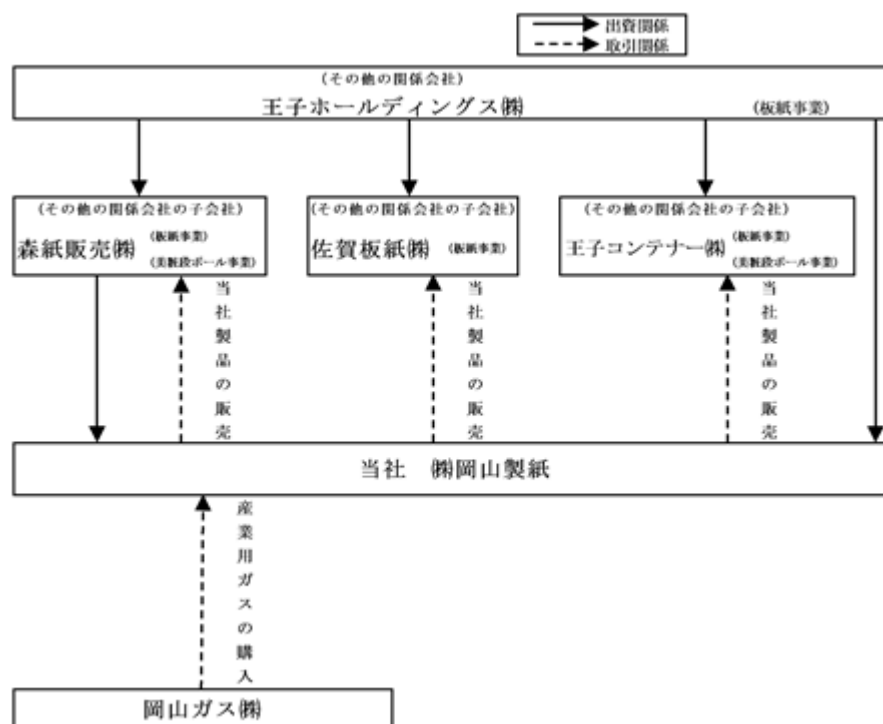 出資関係
取引関係
(その他の関係会社)
王子ホールディングス㈱
(板紙事業)
(その他の関係会社の子会社)
森紙販売㈱
(板紙事業)
(美粧段ボール事業)
(その他の関係会社の子会社)
佐賀板紙㈱
(板紙事業)
(その他の関係会社の子会社)
王子コンテナー㈱
(板紙事業)
(美粧段ボール事業)
当社製品の販売
当社製品の販売
当社製品の販売
当社 ㈱岡山製紙
産業用ガスの購入
岡山ガス㈱